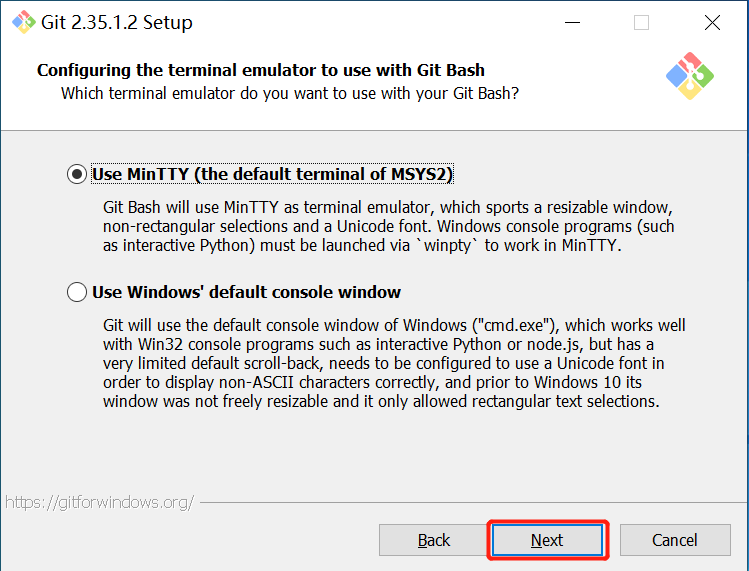 Git 2.35.1.2 Setup
Configuring the terminal emulator to use with Git Bash
Which terminal emulator do you want to use with your Git Bash?
Use MinTTY (the default terminal of MSYS2)
Git Bash will use MinTTY as terminal emulator, which sports a resizable window,
non-rectangular selections and a Unicode font. Windows console programs (such
as interactive Python) must be launched via `winpty` to work in MinTTY.
Use Windows' default console window
Git will use the default console window of Windows ("cmd.exe"), which works well
with Win32 console programs such as interactive Python or node.js, but has a
very limited default scroll-back, needs to be configured to use a Unicode font in
order to display non-ASCII characters correctly, and prior to Windows 10 its
window was not freely resizable and it only allowed rectangular text selections.
https://gitforwindows.org/
Back Next Cancel